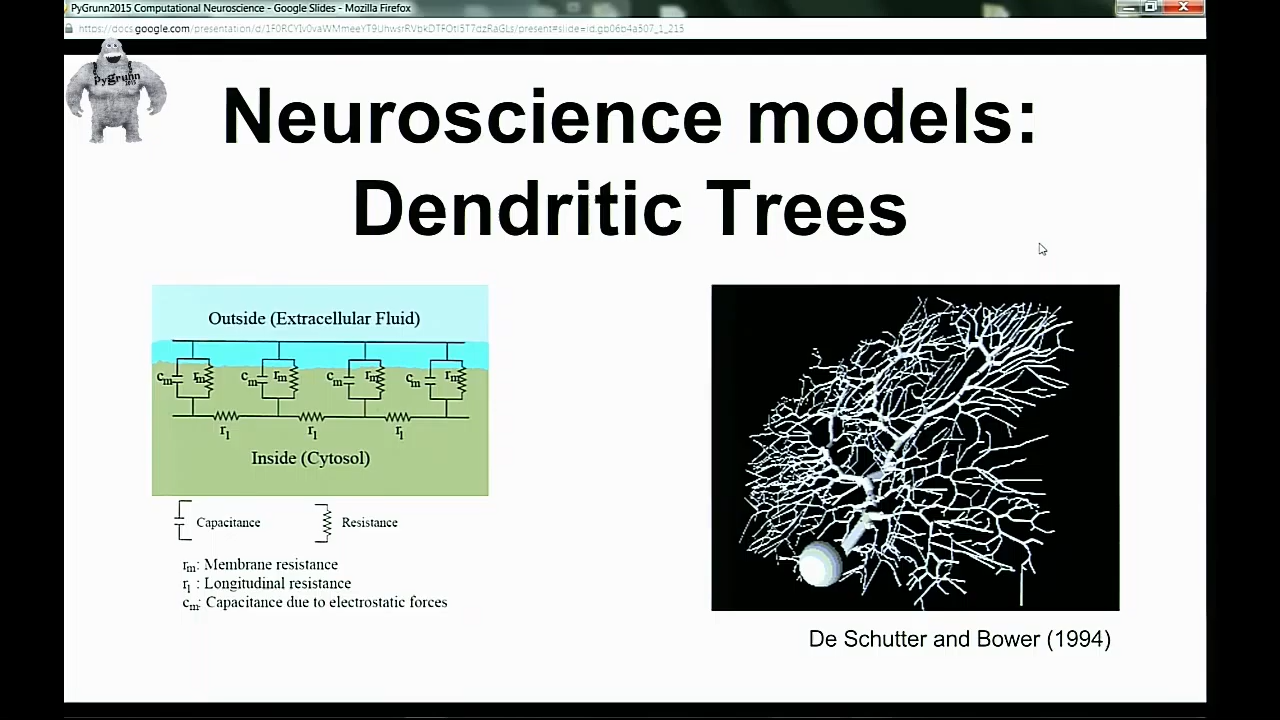 PyGrunn2015 Computational Neuroscience - Google Slides - Mozilla Firefox
PyGrunn
2015
Neuroscience models:
Dendritic Trees
Outside (Extracellular Fluid)
cm rm cm rm cm rm cm rm
rl rl rl
Inside (Cytosol)
Capacitance Resistance
rm: Membrane resistance
rl : Longitudinal resistance
cm: Capacitance due to electrostatic forces
De Schutter and Bower (1994)